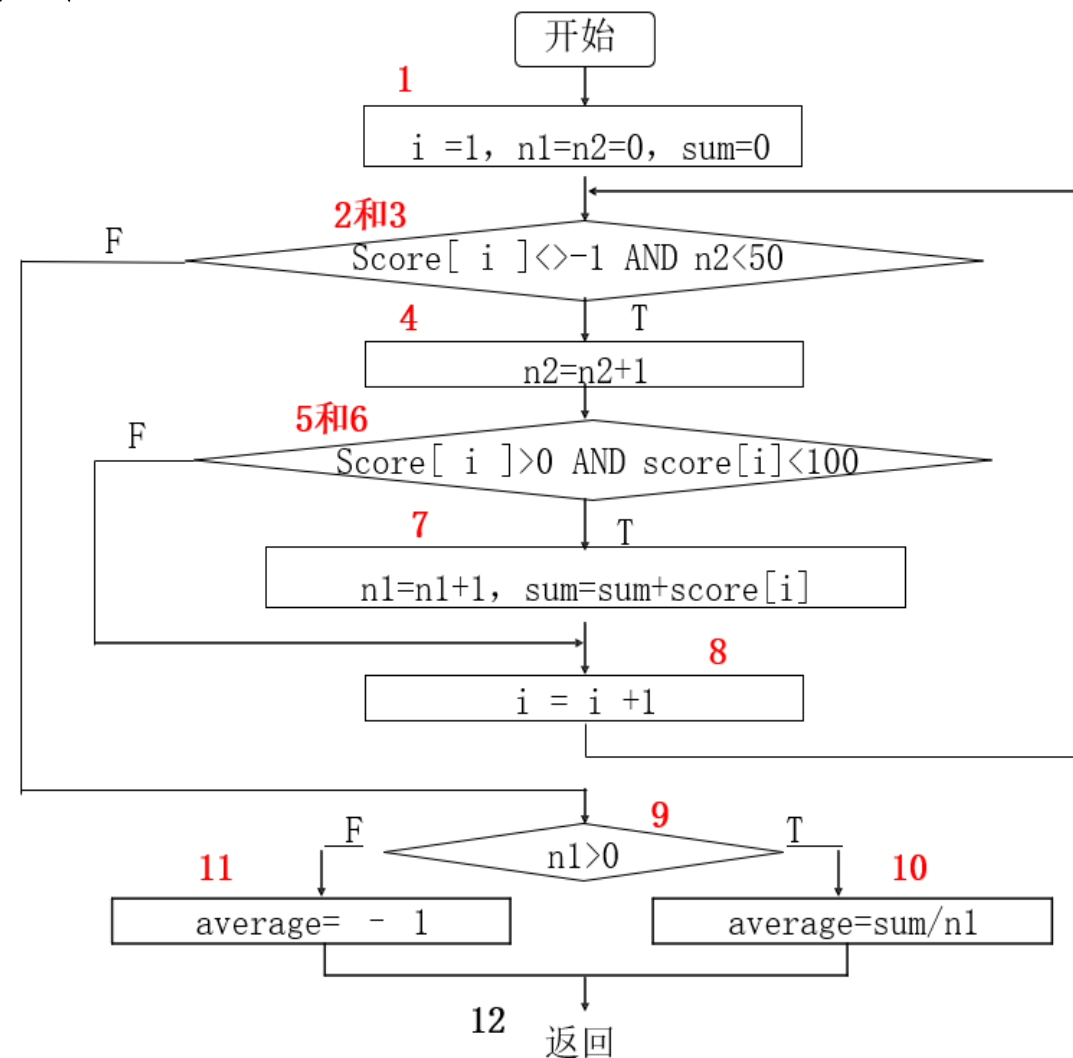 开始
1
i =1, n1=n2=0, sum=0
2和3
F
Score[ i ]<>-1 AND n2<50
T
4
n2=n2+1
5和6
F
Score[ i ]>0 AND score[i]<100
T
7
n1=n1+1, sum=sum+score[i]
8
i = i +1
9
F
T
n1>0
11
10
average= - 1
average=sum/n1
12
返回